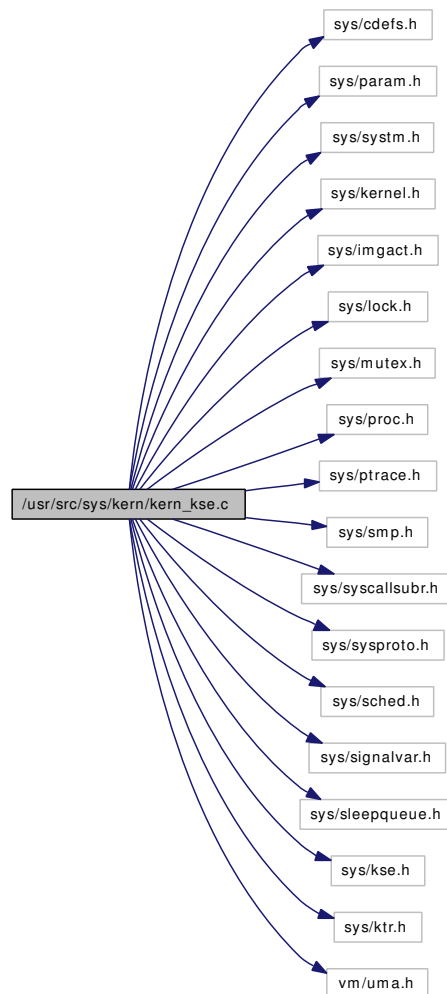 sys/cdefs.h
sys/param.h
sys/systm.h
sys/kernel.h
sys/imgact.h
sys/lock.h
sys/mutex.h
sys/proc.h
sys/ptrace.h
/usr/src/sys/kern/kern_kse.c
sys/smp.h
sys/syscallsubr.h
sys/sysproto.h
sys/sched.h
sys/signalvar.h
sys/sleepqueue.h
sys/kse.h
sys/ktr.h
vm/uma.h